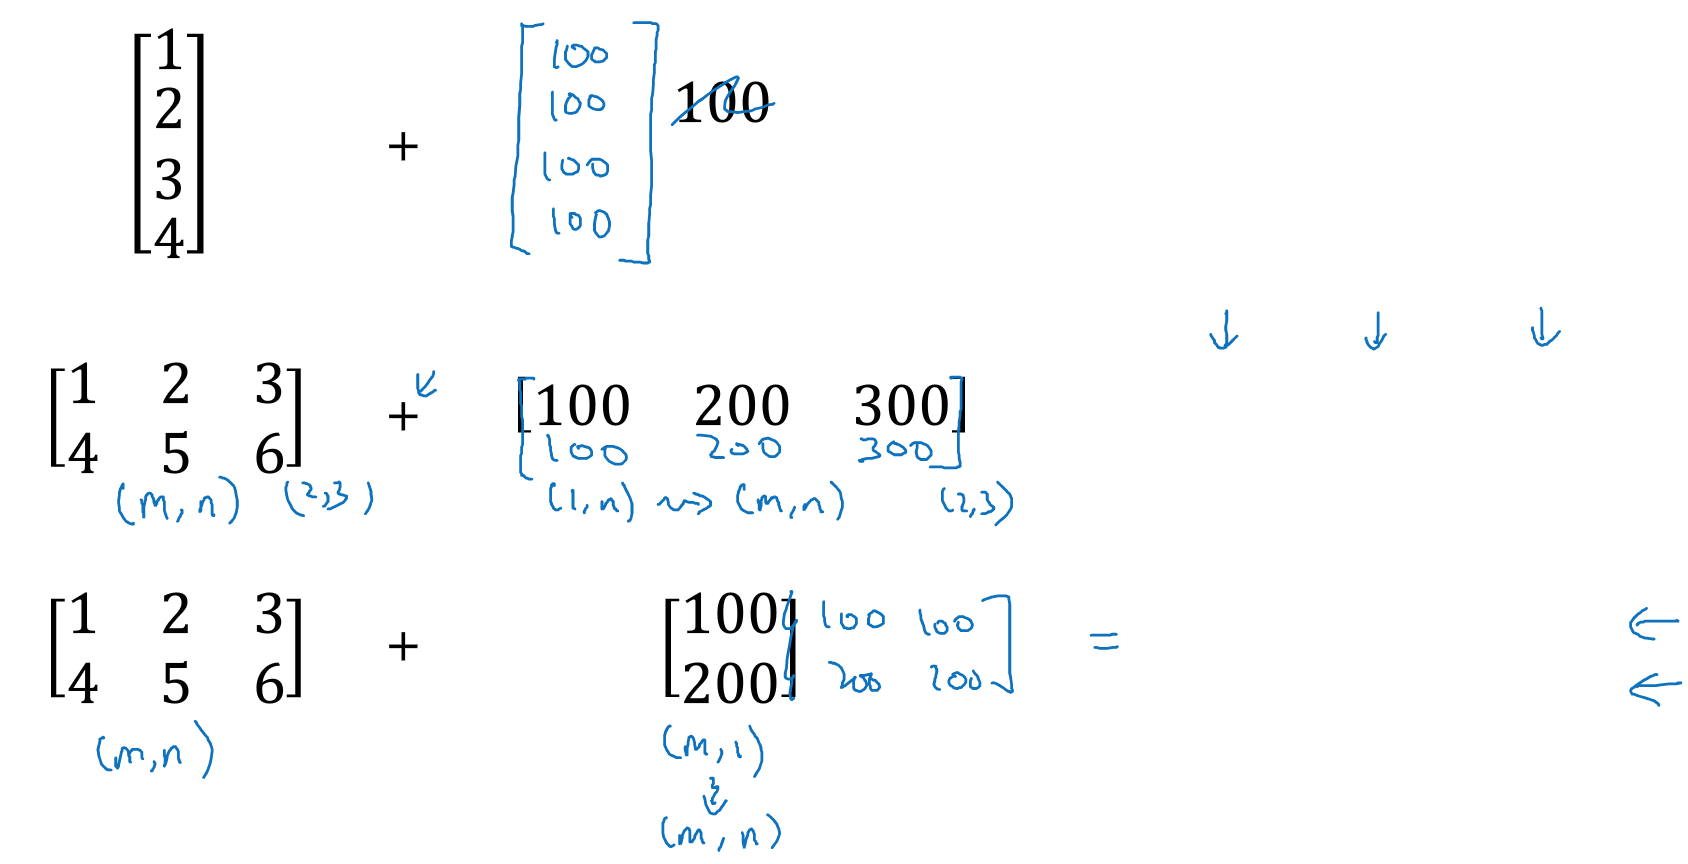 [1 2 3 4] + [100 100 100 100] 100
↓ ↓ ↓
[1 2 3 + ↙ [100 200 300]
4 5 6] 100 200 300
(m,n) (2,3) (1,n) ⇝ (m,n) (2,3)
[1 2 3 + [100] 100 100 = ←
4 5 6] 200] 200 200] ←
(m,n) (m,1)
↓
(m,n)